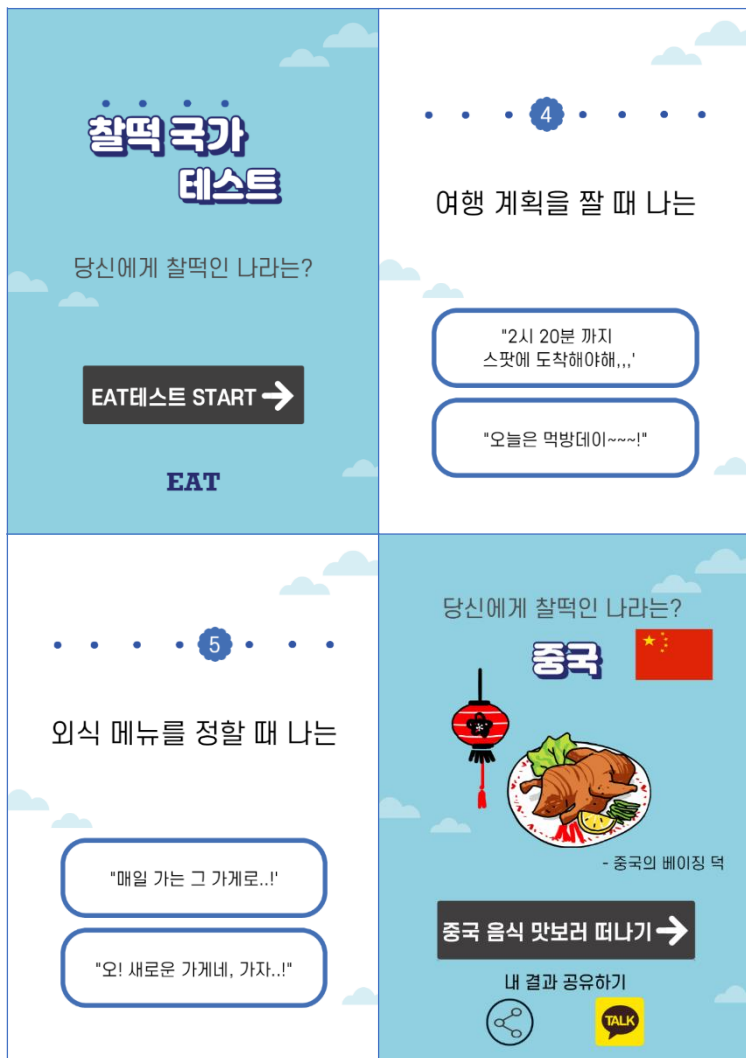 찰떡 국가
테스트
당신에게 찰떡인 나라는?
EAT테스트 START
EAT
4
여행 계획을 짤 때 나는
"2시 20분 까지
스팟에 도착해야해,,,'
"오늘은 먹방데이~~~!"
5
외식 메뉴를 정할 때 나는
"매일 가는 그 가게로..!'
"오! 새로운 가게네, 가자..!"
당신에게 찰떡인 나라는?
중국
- 중국의 베이징 덕
중국 음식 맛보러 떠나기
내 결과 공유하기
TALK